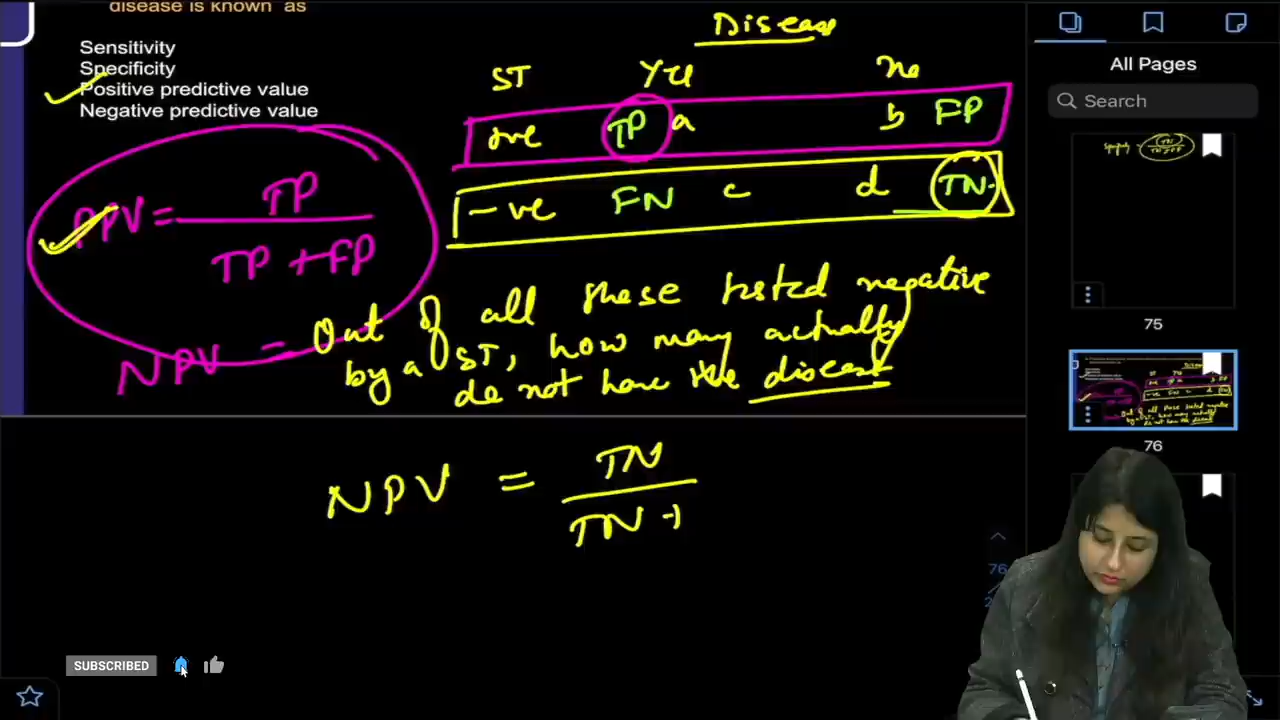 disease is known as
Sensitivity
Specificity
Positive predictive value
Negative predictive value
Disease
ST Yes no
+ve TP a b FP
-ve FN c d TN
PPV = TP
TP + FP
NPV = Out of all those tested negative
by a ST, how many actually
do not have the disease
NPV = TN
TN +
SUBSCRIBED
All Pages
Search
75
76
76